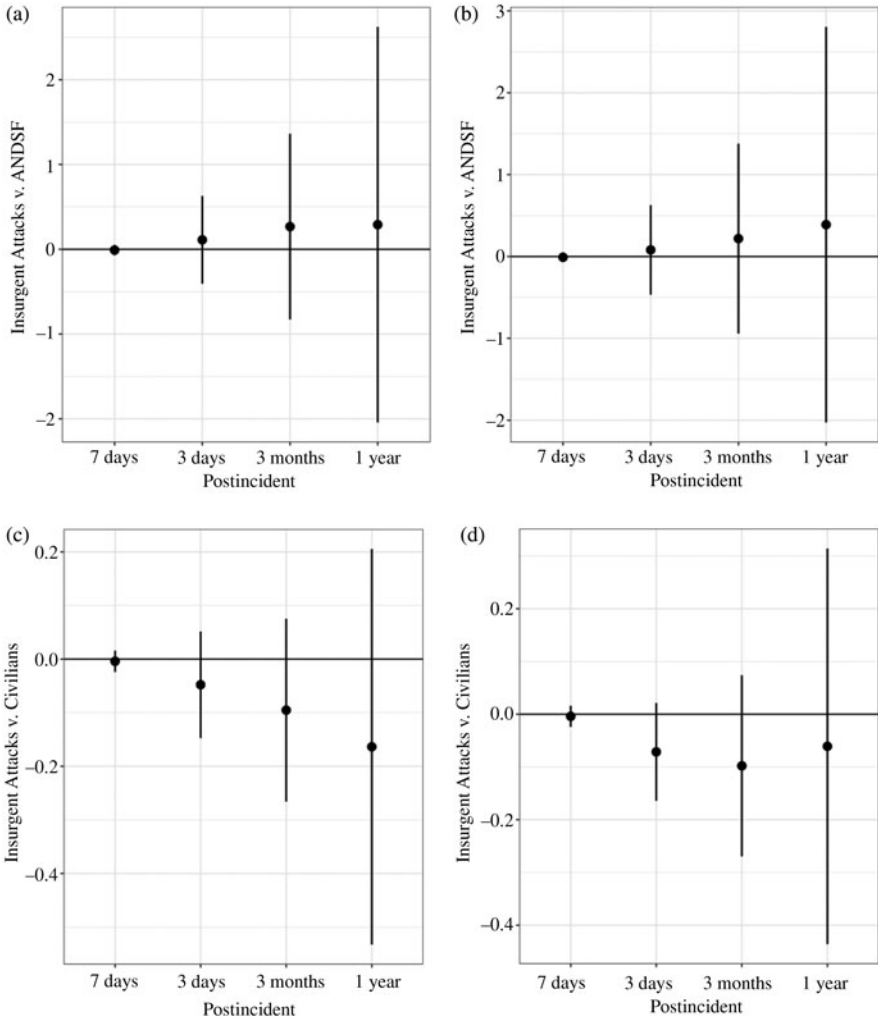 (a)
Insurgent Attacks v. ANDSF
2
1
0
−1
−2
7 days 3 days 3 months 1 year
Postincident
(b)
Insurgent Attacks v. ANDSF
3
2
1
0
−1
−2
7 days 3 days 3 months 1 year
Postincident
(c)
Insurgent Attacks v. Civilians
0.2
0.0
−0.2
−0.4
7 days 3 days 3 months 1 year
Postincident
(d)
Insurgent Attacks v. Civilians
0.2
0.0
−0.2
−0.4
7 days 3 days 3 months 1 year
Postincident